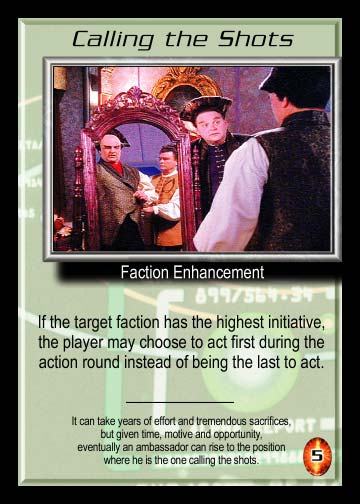 Calling the Shots
Faction Enhancement
If the target faction has the highest initiative,
the player may choose to act first during the
action round instead of being the last to act.
It can take years of effort and tremendous sacrifices,
but given time, motive and opportunity,
eventually an ambassador can rise to the position
where he is the one calling the shots.
5